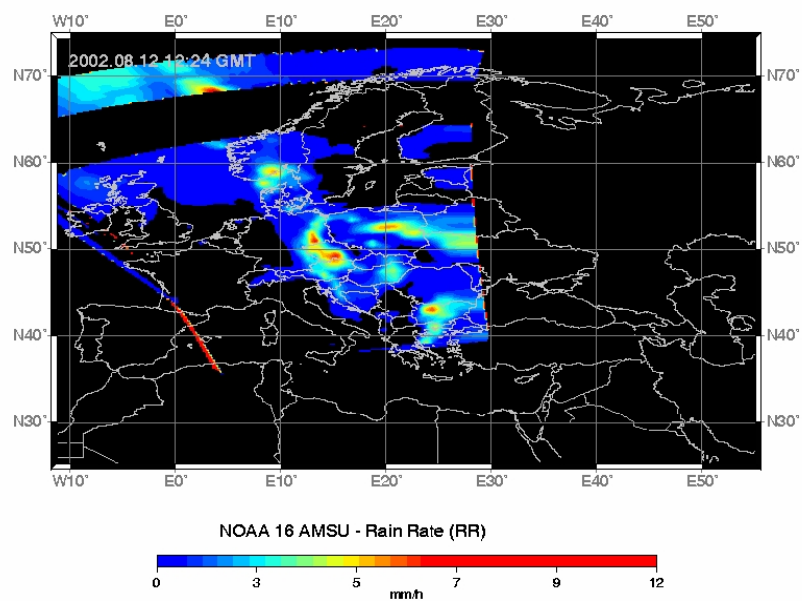 W10° E0° E10° E20° E30° E40° E50°
2002.08.12 12:24 GMT
N70° N70°
N60° N60°
N50° N50°
N40° N40°
N30° N30°
W10° E0° E10° E20° E30° E40° E50°
NOAA 16 AMSU - Rain Rate (RR)
0 3 5 7 9 12
mm/h